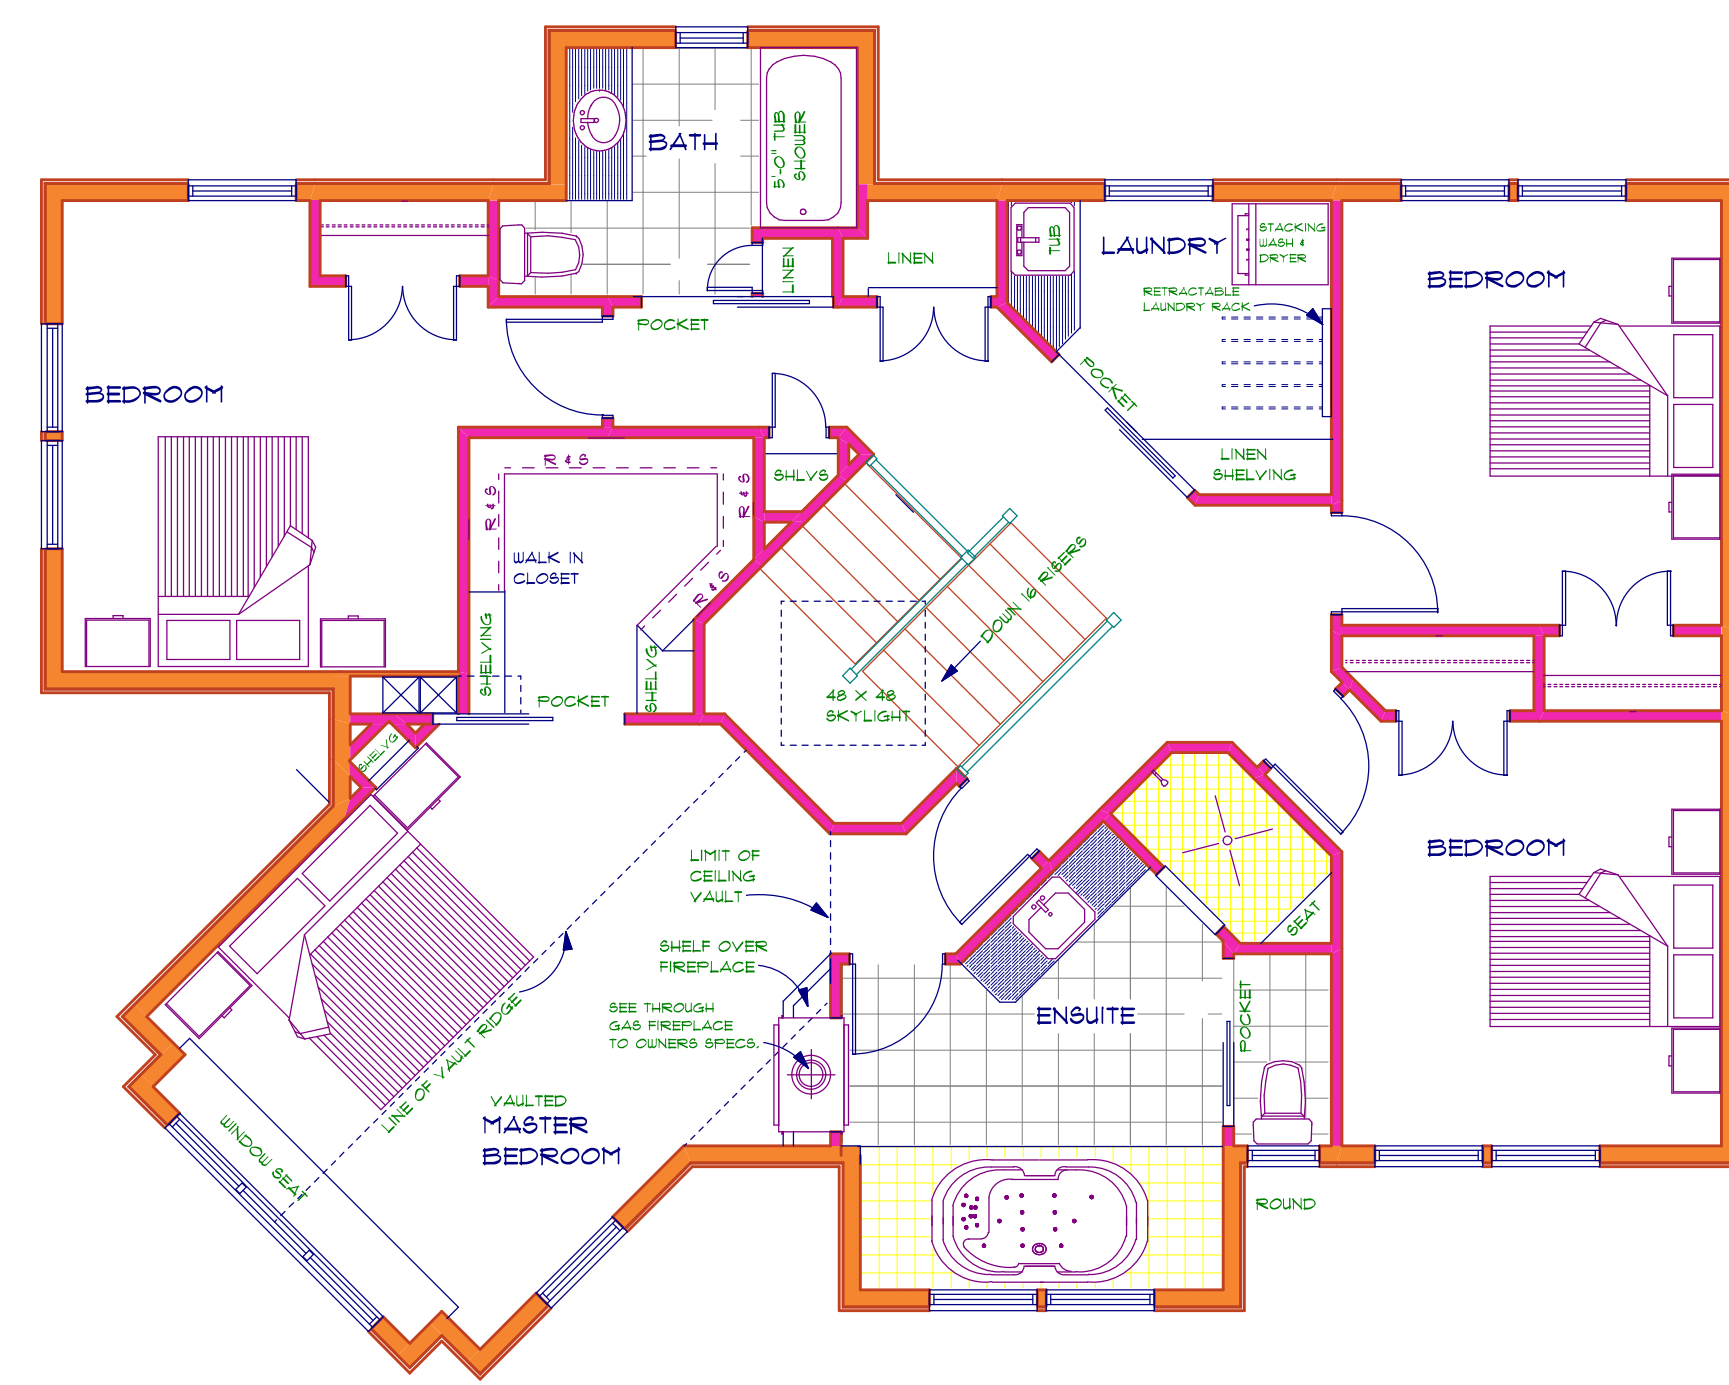 BATH
5'-0" TUB
SHOWER
LINEN
LINEN
TUB
LAUNDRY
STACKING
WASH &
DRYER
RETRACTABLE
LAUNDRY RACK
BEDROOM
POCKET
POCKET
BEDROOM
R & S
R & S
R & S
R & S
SHLVS
LINEN
SHELVING
WALK IN
CLOSET
SHELVING
SHELVG
POCKET
DOWN 16 RISERS
48 X 48
SKYLIGHT
SHELVG
LIMIT OF
CEILING
VAULT
BEDROOM
SEAT
SHELF OVER
FIREPLACE
SEE THROUGH
GAS FIREPLACE
TO OWNERS SPECS.
ENSUITE
POCKET
LINE OF VAULT RIDGE
VAULTED
MASTER
BEDROOM
WINDOW SEAT
ROUND